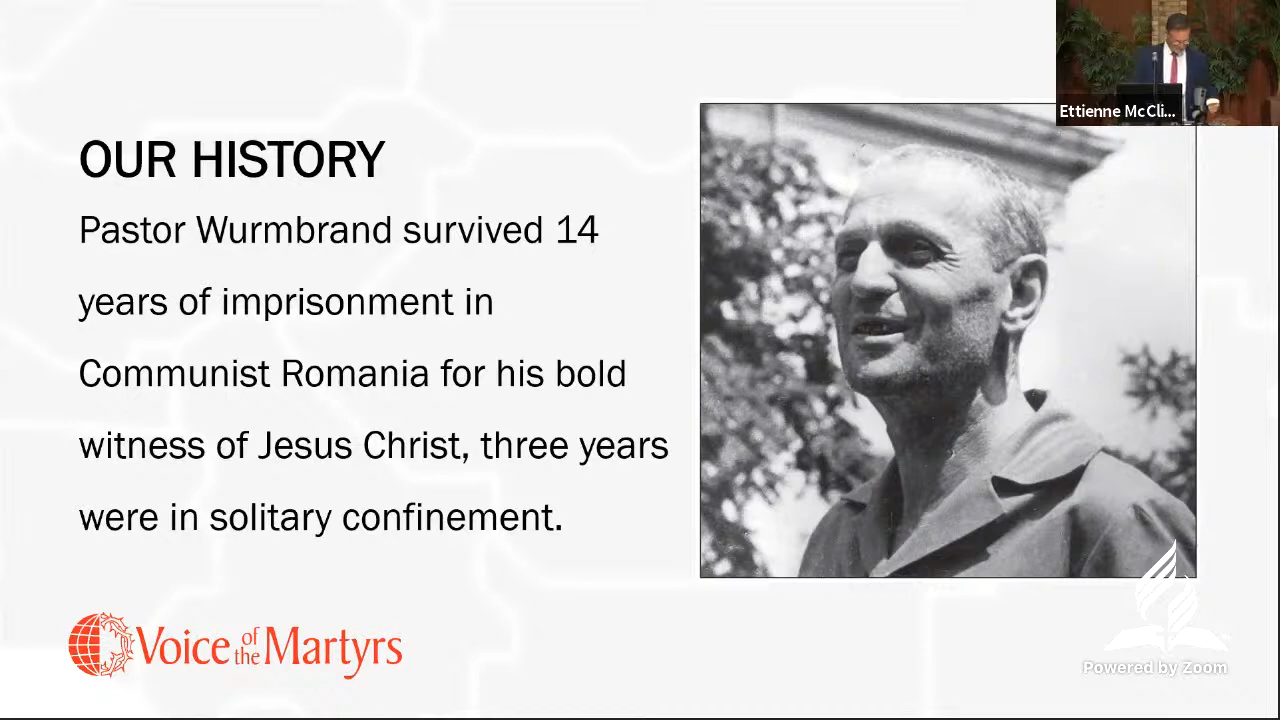 Ettienne McCli...
OUR HISTORY
Pastor Wurmbrand survived 14
years of imprisonment in
Communist Romania for his bold
witness of Jesus Christ, three years
were in solitary confinement.
Voice of the Martyrs
Powered by Zoom